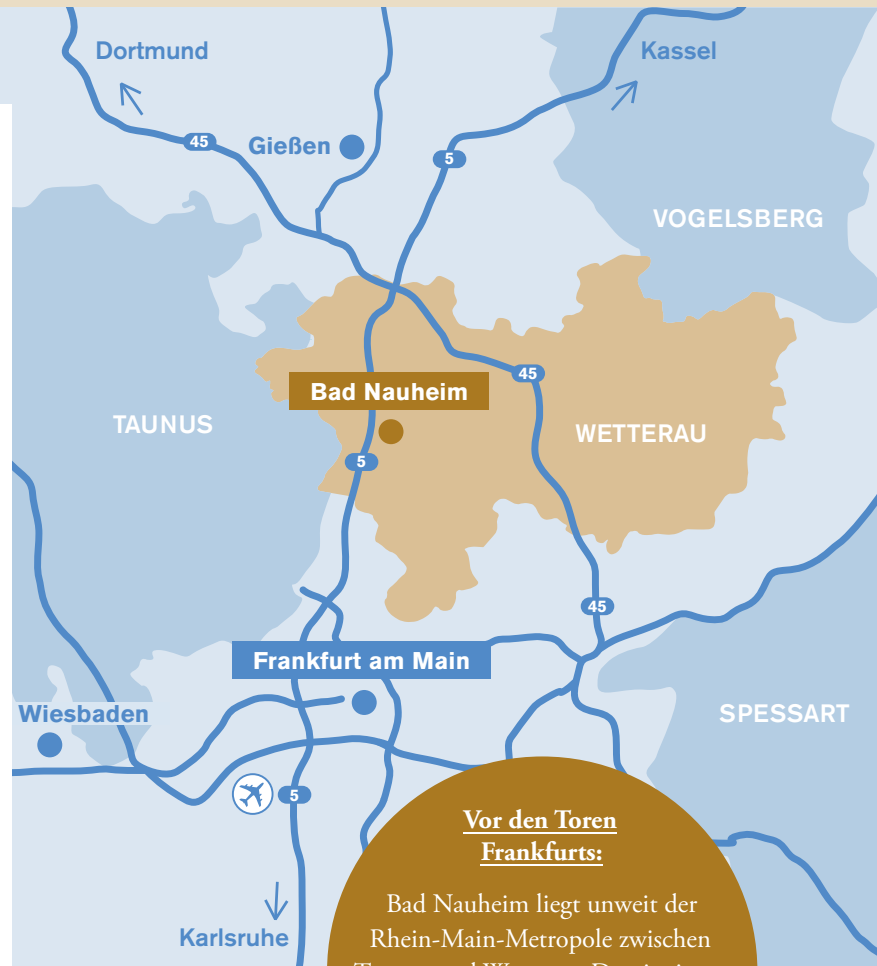 Dortmund
Kassel
45
Gießen
5
VOGELSBERG
45
Bad Nauheim
TAUNUS
WETTERAU
5
45
Frankfurt am Main
Wiesbaden
SPESSART
5
Vor den Toren
Frankfurts:
Bad Nauheim liegt unweit der
Rhein-Main-Metropole zwischen
Karlsruhe